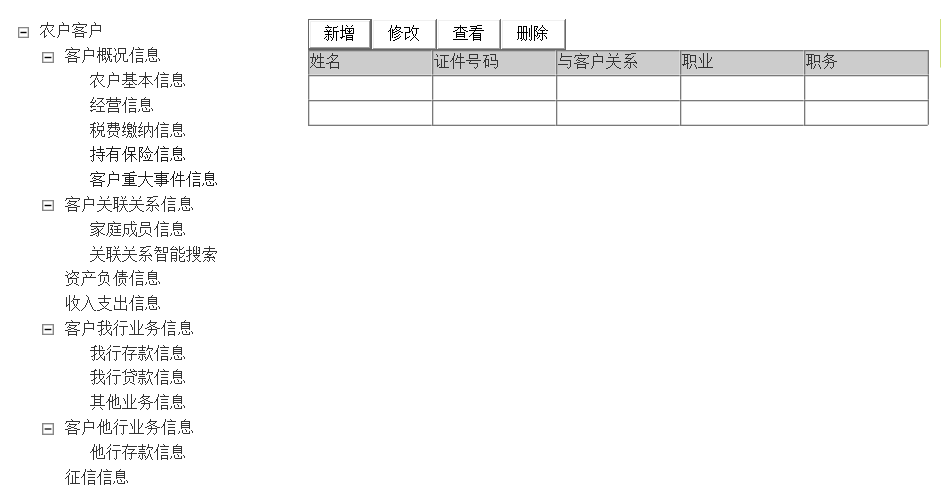 农户客户
客户概况信息
农户基本信息
经营信息
税费缴纳信息
持有保险信息
客户重大事件信息
客户关联关系信息
家庭成员信息
关联关系智能搜索
资产负债信息
收入支出信息
客户我行业务信息
我行存款信息
我行贷款信息
其他业务信息
客户他行业务信息
他行存款信息
征信信息
新增 修改 查看 删除
姓名 证件号码 与客户关系 职业 职务